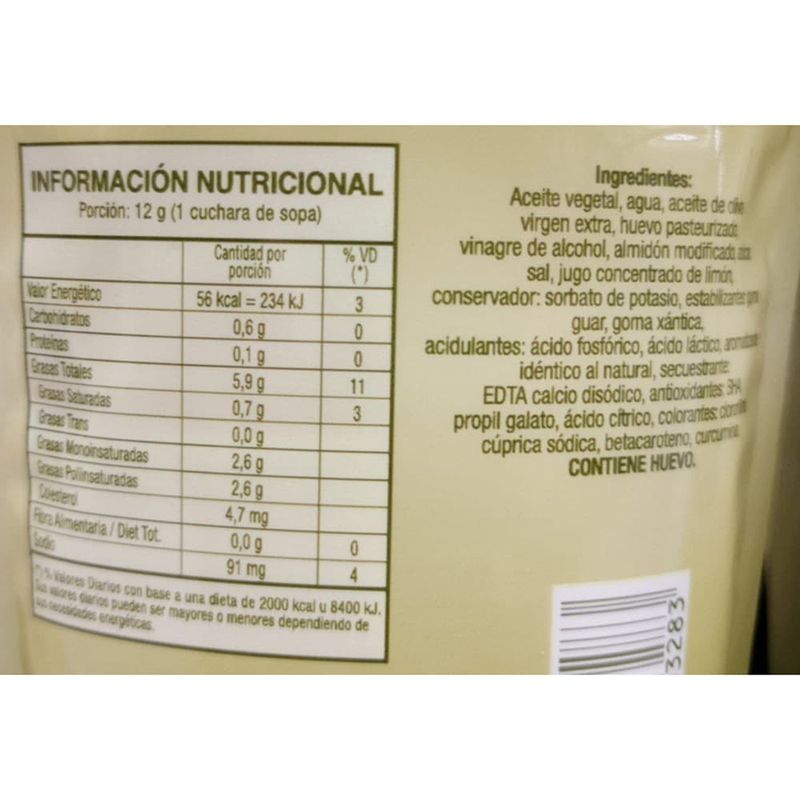 INFORMACIÓN NUTRICIONAL
Porción: 12 g (1 cuchara de sopa)
Cantidad por porción % VD (*)
Valor Energético 56 kcal = 234 kJ 3
Carbohidratos 0,6 g 0
Proteínas 0,1 g 0
Grasas Totales 5,9 g 11
Grasas Saturadas 0,7 g 3
Grasas Trans 0,0 g
Grasas Monoinsaturadas 2,6 g
Grasas Poliinsaturadas 2,6 g
Colesterol 4,7 mg
Fibra Alimentaria / Diet Tot. 0,0 g 0
Sodio 91 mg 4
(*) % Valores Diarios con base a una dieta de 2000 kcal u 8400 kJ.
Sus valores diarios pueden ser mayores o menores dependiendo de
sus necesidades energéticas.
Ingredientes:
Aceite vegetal, agua, aceite de oliva
virgen extra, huevo pasteurizado,
vinagre de alcohol, almidón modificado,
sal, jugo concentrado de limón,
conservador: sorbato de potasio, estabilizantes
guar, goma xántica,
acidulantes: ácido fosfórico, ácido láctico,
idéntico al natural, secuestrante:
EDTA calcio disódico, antioxidantes: BHA
propil galato, ácido cítrico, colorantes:
cúprica sódica, betacaroteno, curcumina.
CONTIENE HUEVO.
3283